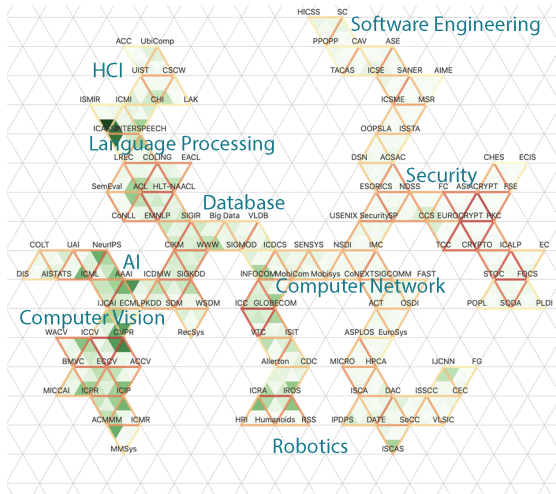 HICSS SC
Software Engineering
PPOPP CAV ASE
ACC UbiComp
HCI
UIST CSCW
TACAS ICSE SANER AIME
ISMIR ICMI CHI LAK
ICSME MSR
INTERSPEECH
OOPSLA ISSTA
Language Processing
LREC COLING EACL
DSN ACSAC
CHES ECIS
Security
SemEval ACL HLT-NAACL
ESORICS NDSS FC ASIACRYPT FSE
Database
CoNLL EMNLP SIGIR Big Data VLDB
USENIX Security SP CCS EUROCRYPT PKC
COLT UAI NeurIPS
CIKM WWW SIGMOD ICDCS SENSYS NSDI IMC
TCC CRYPTO ICALP EC
AI
DIS AISTATS ICML AAAI ICDMW SIGKDD
INFOCOM MobiCom Mobisys CoNEXT SIGCOMM FAST
STOC FOCS
Computer Network
IJCAI ECMLPKDD SDM WSDM
ICC GLOBECOM
ACT OSDI
POPL SODA PLDI
Computer Vision
WACV ICCV CVPR RecSys
VTC ISIT
ASPLOS EuroSys
BMVC ECCV ACCV
Allerton CDC
MICRO HPCA
IJCNN FG
MICCAI ICPR ICIP
ICRA IROS
ISCA DAC ISSCC CEC
ACMMM ICMR
HRI Humanoids RSS
IPDPS DATE SoCC VLSIC
MMSys
Robotics
ISCAS